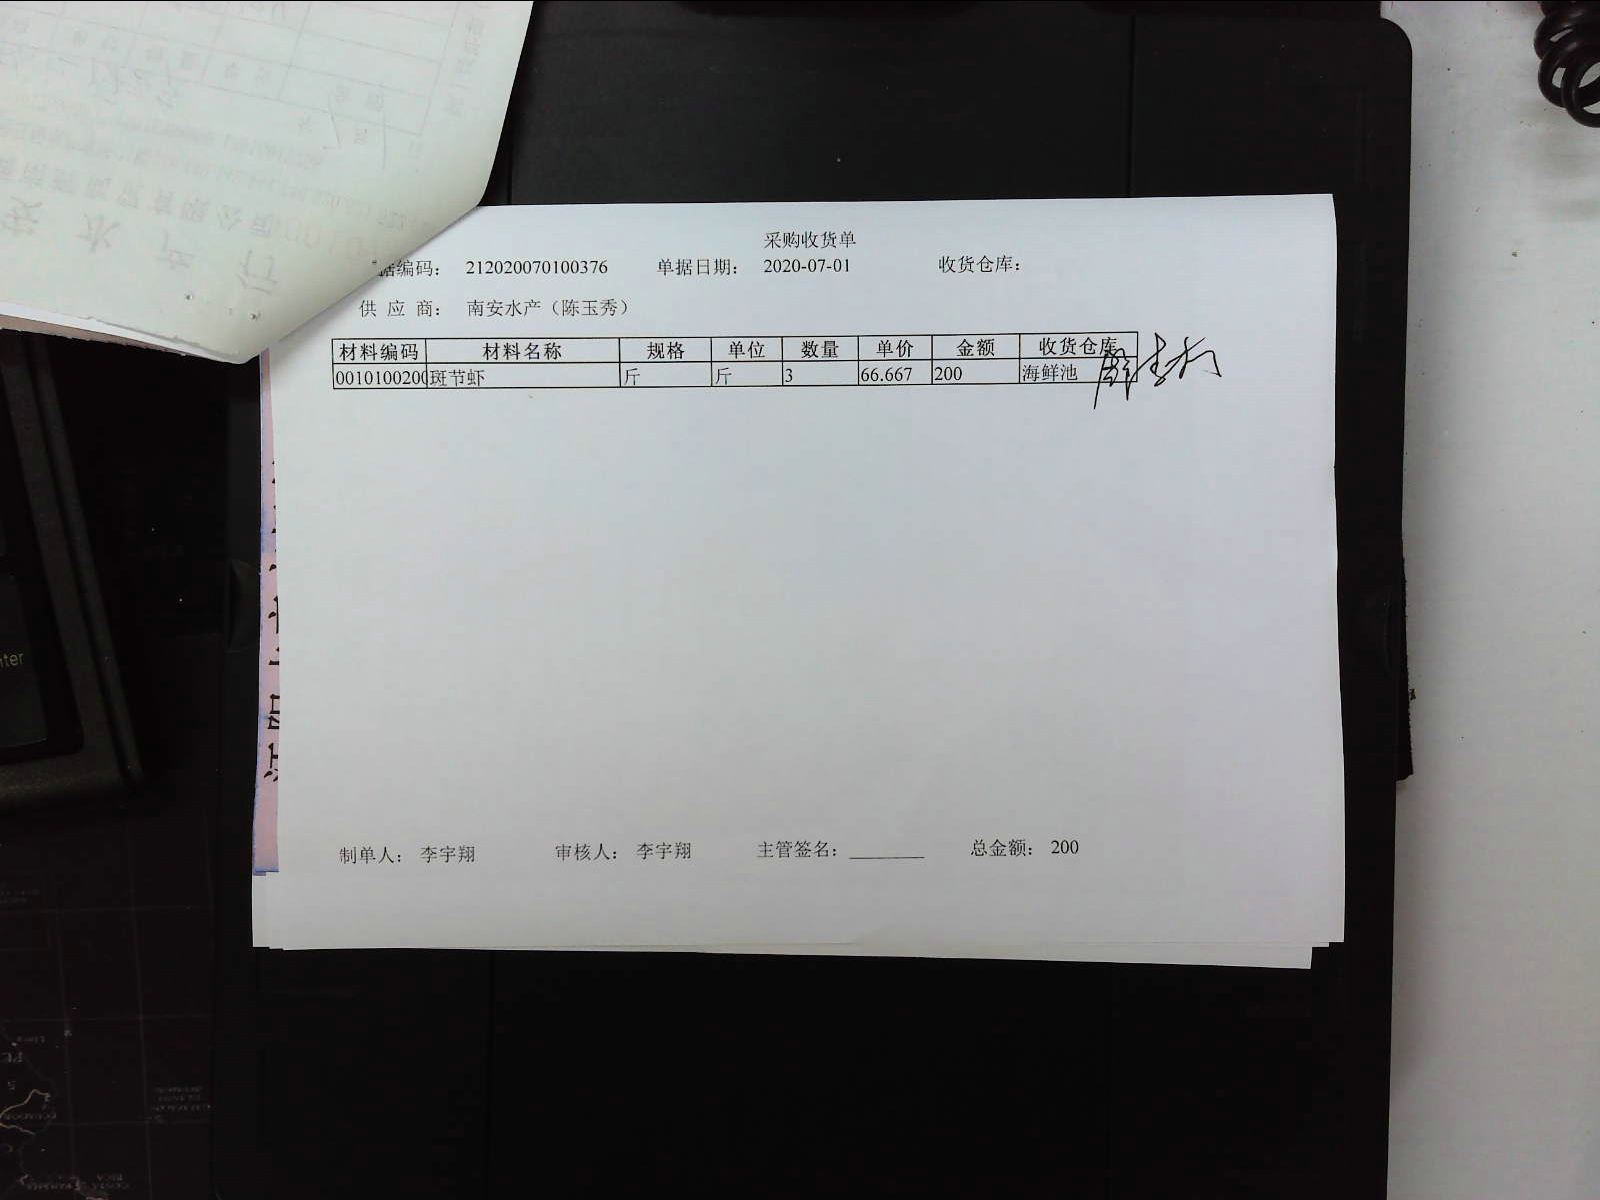 采购收货单
据编码： 212020070100376 单据日期： 2020-07-01 收货仓库：
供 应 商： 南安水产（陈玉秀）
材料编码 材料名称 规格 单位 数量 单价 金额 收货仓库
0010100200 斑节虾 斤 斤 3 66.667 200 海鲜池
制单人： 李宇翔 审核人： 李宇翔 主管签名：________ 总金额： 200